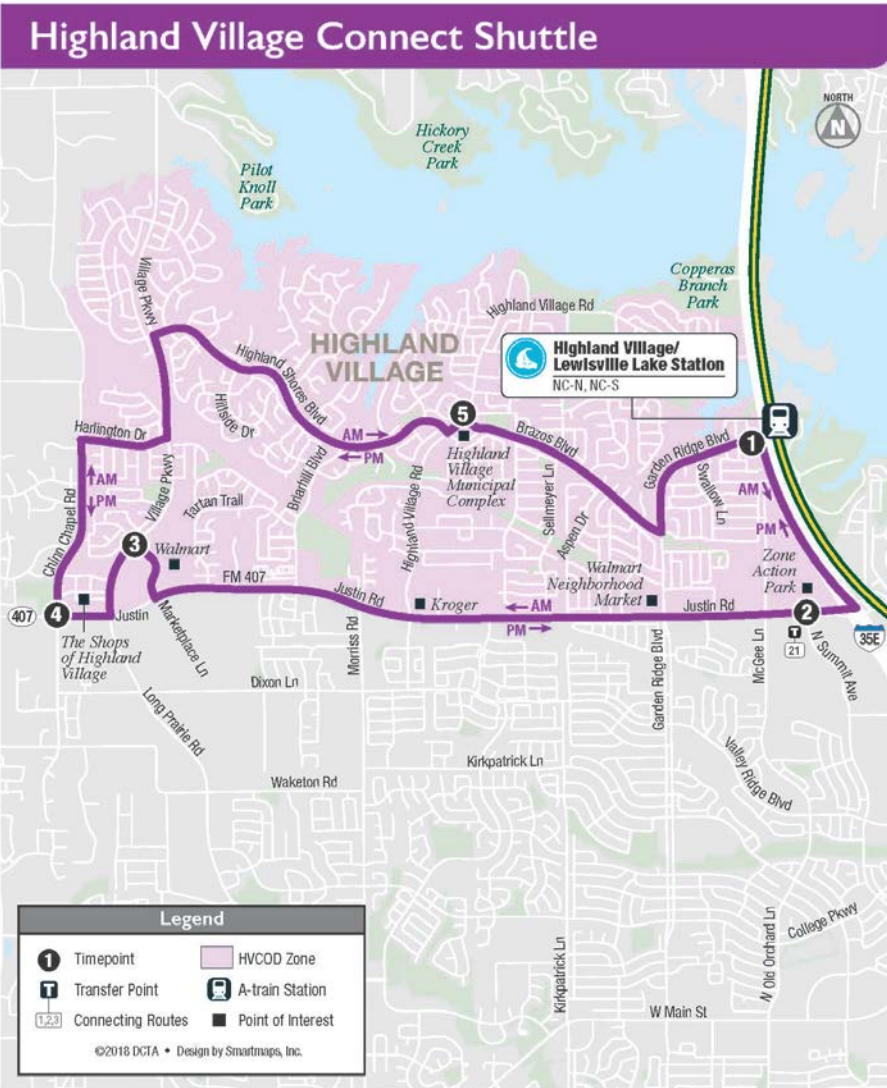 Highland Village Connect Shuttle
NORTH
N
Hickory
Creek
Park
Pilot
Knoll
Park
Copperas
Branch
Park
Village Pkwy
Highland Village Rd
HIGHLAND
VILLAGE
Highland Village/
Lewisville Lake Station
NC-N, NC-S
Highland Shores Blvd
Hillside Dr
Harlington Dr
AM
PM
5
Brazos Blvd
Garden Ridge Blvd
1
Highland
Village
Municipal
Complex
Swallow Ln
AM
PM
AM
PM
Chinn Chapel Rd
Village Pkwy
Tartan Trail
Briarhill Blvd
Highland Village Rd
Sellmeyer Ln
Aspen Dr
3
Walmart
FM 407
Walmart
Neighborhood
Market
Zone
Action
Park
Justin Rd
Kroger
AM
PM
Justin Rd
2
T
21
407
4
Justin
The Shops
of Highland
Village
Marketplace Ln
Morriss Rd
Garden Ridge Blvd
McGee Ln
N Summit Ave
35E
Dixon Ln
Long Prairie Rd
Kirkpatrick Ln
Waketon Rd
Valley Ridge Blvd
Kirkpatrick Ln
N Old Orchard Ln
College Pkwy
W Main St
Legend
1 Timepoint
HVCOD Zone
T Transfer Point
A-train Station
1,2,3 Connecting Routes
Point of Interest
©2018 DCTA • Design by Smartmaps, Inc.